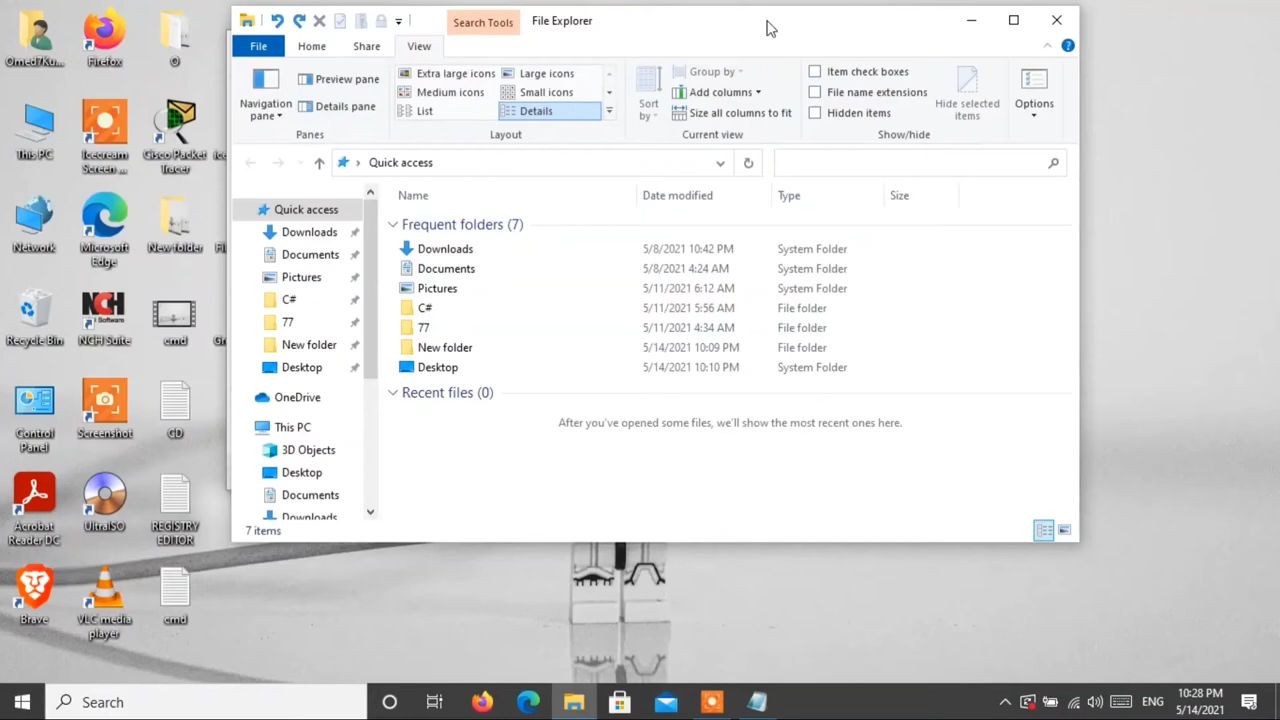 Search Tools
File Explorer
File
Home
Share
View
Preview pane
Details pane
Navigation
pane
Panes
Extra large icons
Large icons
Medium icons
Small icons
List
Details
Layout
Sort
by
Group by
Add columns
Size all columns to fit
Current view
Item check boxes
File name extensions
Hidden items
Hide selected
items
Show/hide
Options
Quick access
Name
Date modified
Type
Size
Quick access
Downloads
Documents
Pictures
C#
77
New folder
Desktop
OneDrive
This PC
3D Objects
Desktop
Documents
Downloads
Frequent folders (7)
Downloads 5/8/2021 10:42 PM System Folder
Documents 5/8/2021 4:24 AM System Folder
Pictures 5/11/2021 6:12 AM System Folder
C# 5/11/2021 5:56 AM File folder
77 5/11/2021 4:34 AM File folder
New folder 5/14/2021 10:09 PM File folder
Desktop 5/14/2021 10:10 PM System Folder
Recent files (0)
After you've opened some files, we'll show the most recent ones here.
7 items
Omed7Ku...
Firefox
O
This PC
Icecream
Screen ...
Cisco Packet
Tracer
Network
Microsoft
Edge
New folder
NCH
Software
Recycle Bin
NCH Suite
cmd
Control
Panel
Screenshot
CD
Acrobat
Reader DC
UltraISO
REGISTRY
EDITOR
Brave
VLC media
player
cmd
Search
ENG
10:28 PM
5/14/2021